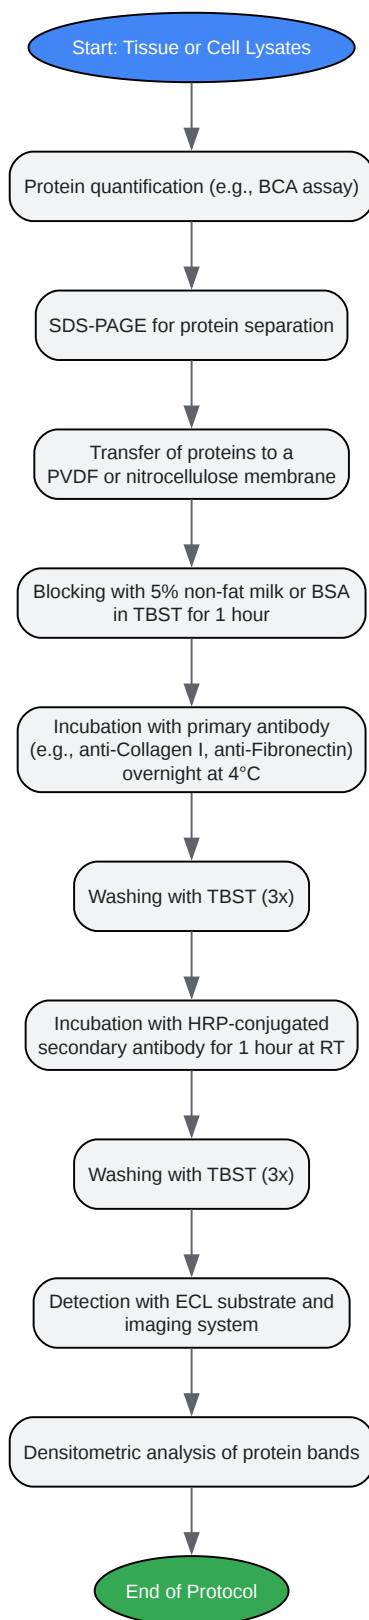 Start: Tissue or Cell Lysates
Protein quantification (e.g., BCA assay)
SDS-PAGE for protein separation
Transfer of proteins to a
PVDF or nitrocellulose membrane
Blocking with 5% non-fat milk or BSA
in TBST for 1 hour
Incubation with primary antibody
(e.g., anti-Collagen I, anti-Fibronectin)
overnight at 4°C
Washing with TBST (3x)
Incubation with HRP-conjugated
secondary antibody for 1 hour at RT
Washing with TBST (3x)
Detection with ECL substrate and
imaging system
Densitometric analysis of protein bands
End of Protocol